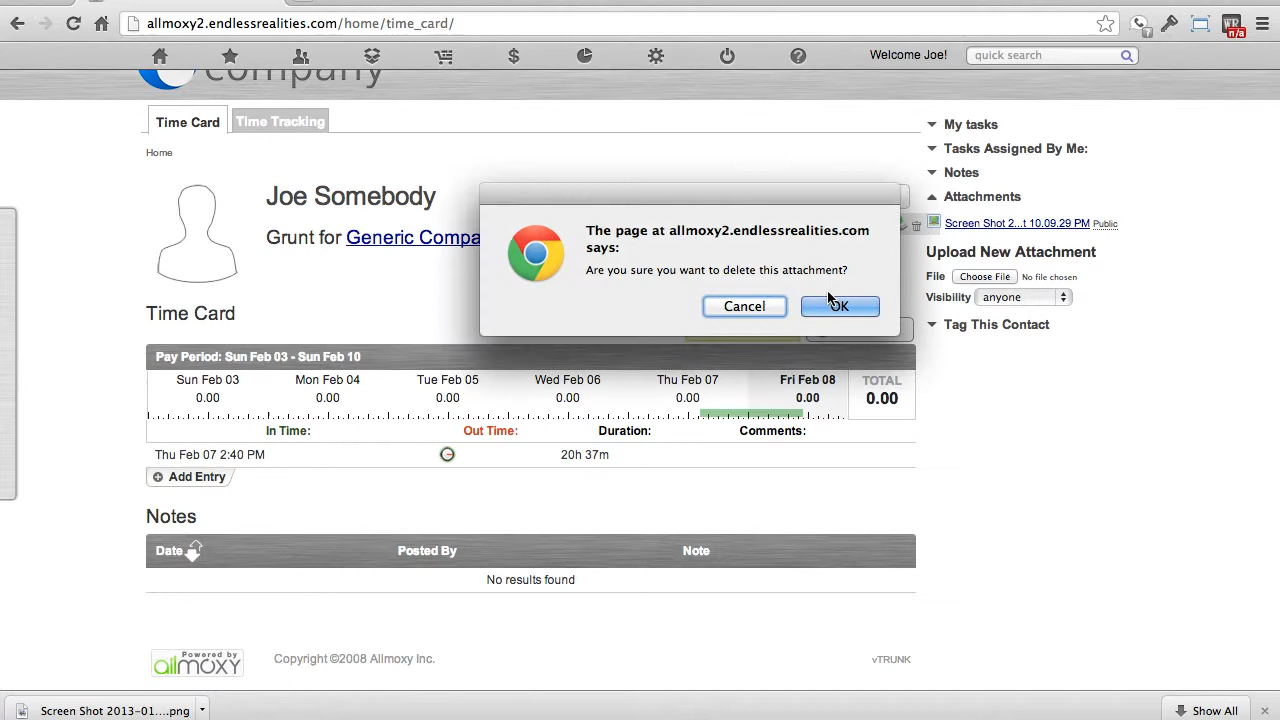 allmoxy2.endlessrealities.com/home/time_card/
n/a
Welcome Joe!
quick search
company
Time Card
Time Tracking
Home
Joe Somebody
Grunt for Generic Compa
The page at allmoxy2.endlessrealities.com
says:
Are you sure you want to delete this attachment?
Cancel
OK
My tasks
Tasks Assigned By Me:
Notes
Attachments
Screen Shot 2...t 10.09.29 PM Public
Upload New Attachment
File Choose File No file chosen
Visibility anyone
Tag This Contact
Time Card
Pay Period: Sun Feb 03 - Sun Feb 10
Sun Feb 03 Mon Feb 04 Tue Feb 05 Wed Feb 06 Thu Feb 07 Fri Feb 08 TOTAL
0.00 0.00 0.00 0.00 0.00 0.00 0.00
In Time: Out Time: Duration: Comments:
Thu Feb 07 2:40 PM 20h 37m
Add Entry
Notes
Date Posted By Note
No results found
Powered by
allmoxy
Copyright ©2008 Allmoxy Inc.
vTRUNK
Screen Shot 2013-01....png
Show All